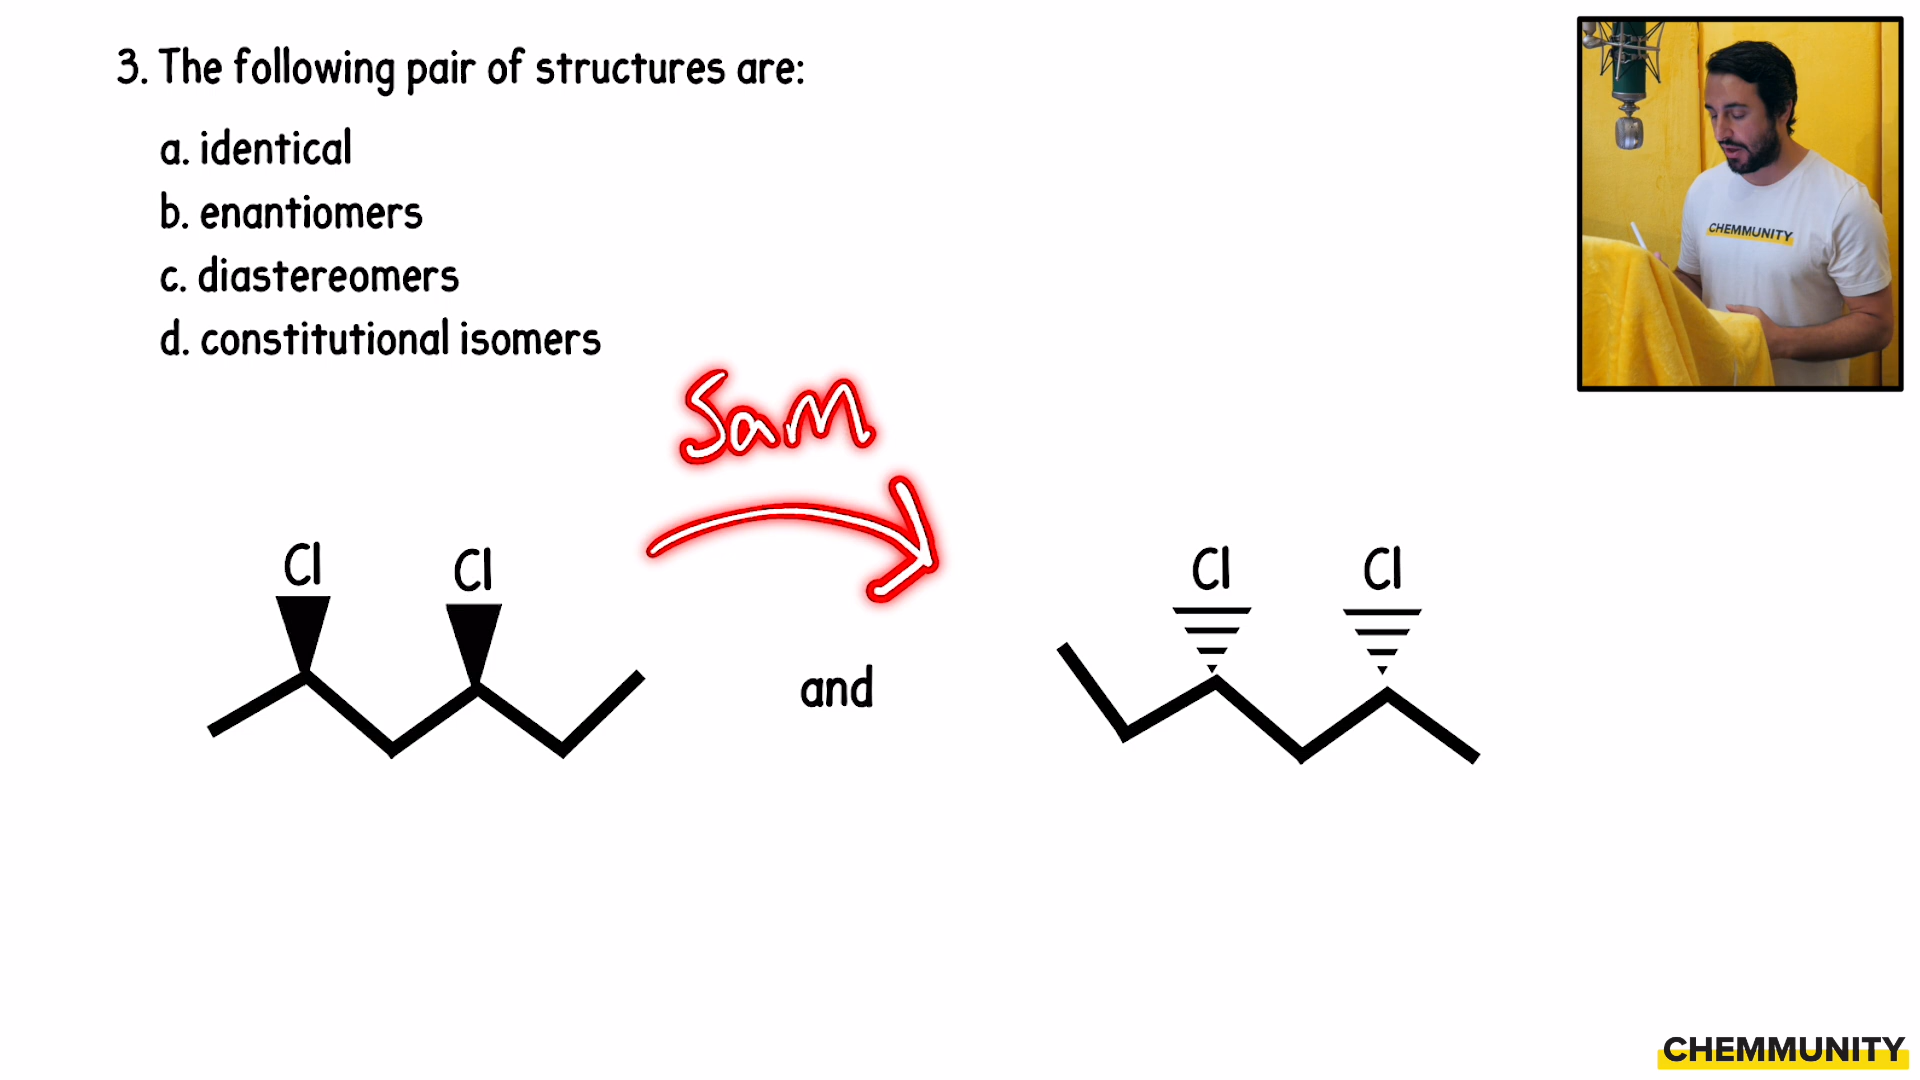 3. The following pair of structures are:
a. identical
b. enantiomers
c. diastereomers
d. constitutional isomers
CHEMMUNITY
Sam
Cl Cl
and
Cl Cl
CHEMMUNITY